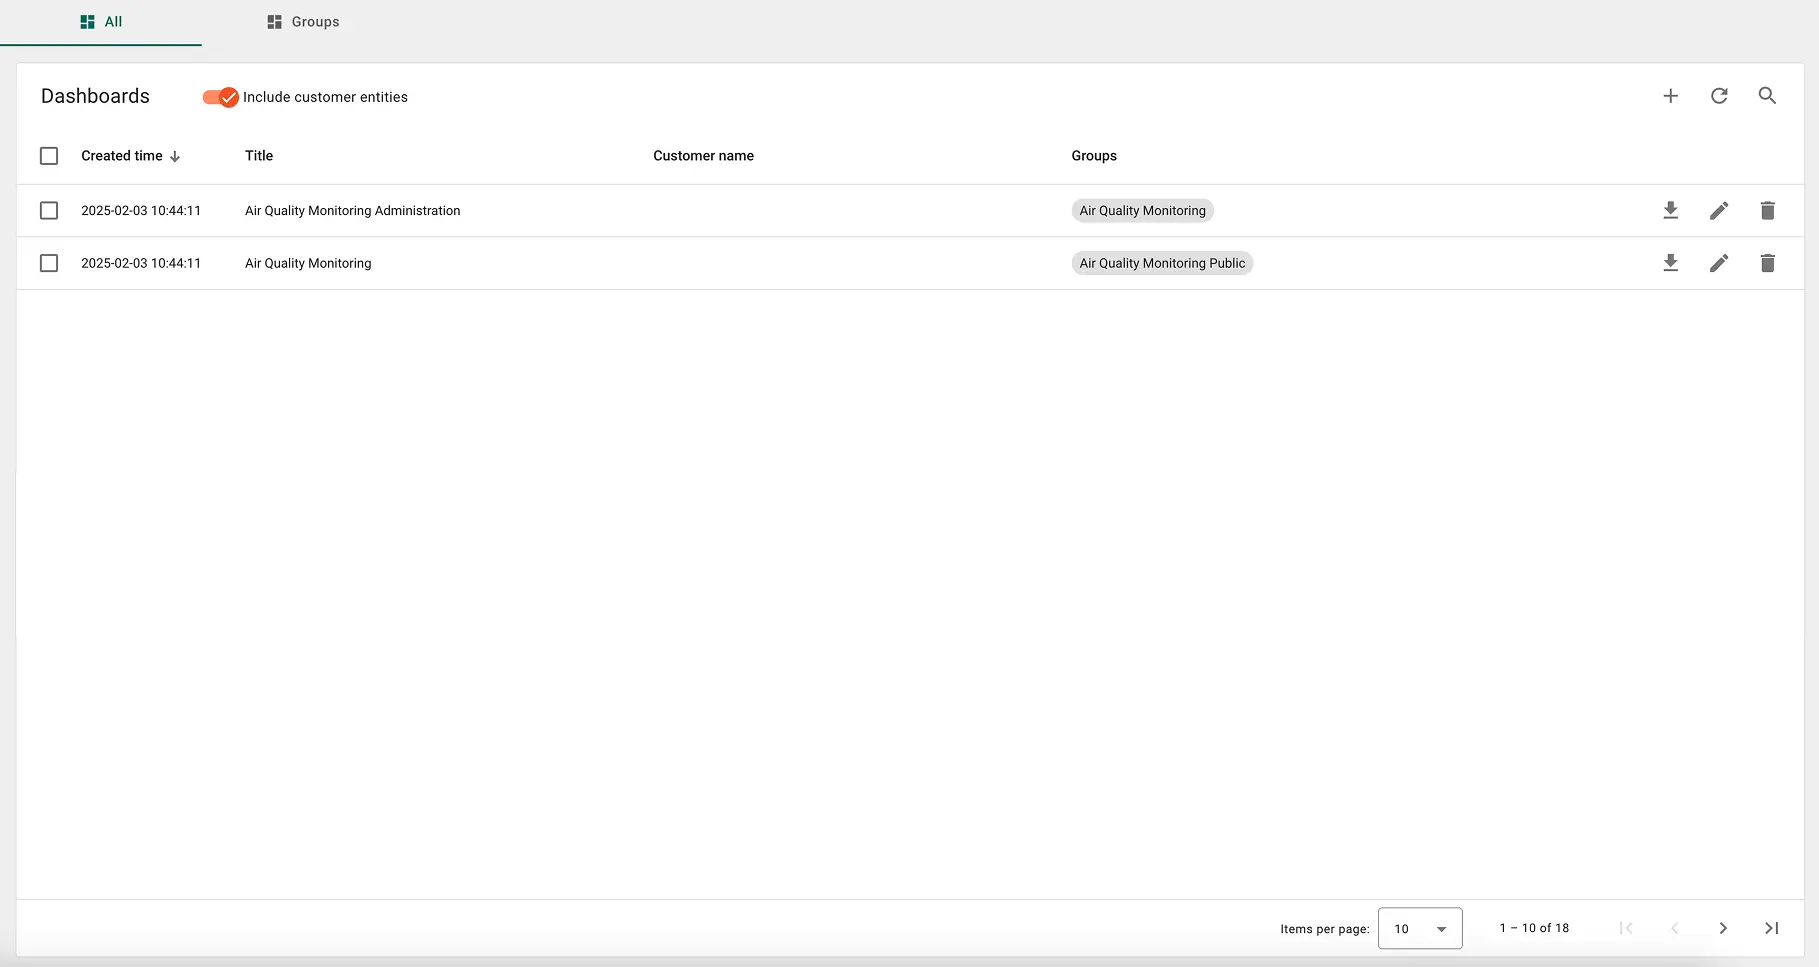 All Groups
Dashboards Include customer entities
Created time Title Customer name Groups
2025-02-03 10:44:11 Air Quality Monitoring Administration Air Quality Monitoring
2025-02-03 10:44:11 Air Quality Monitoring Air Quality Monitoring Public
Items per page: 10 1 – 10 of 18